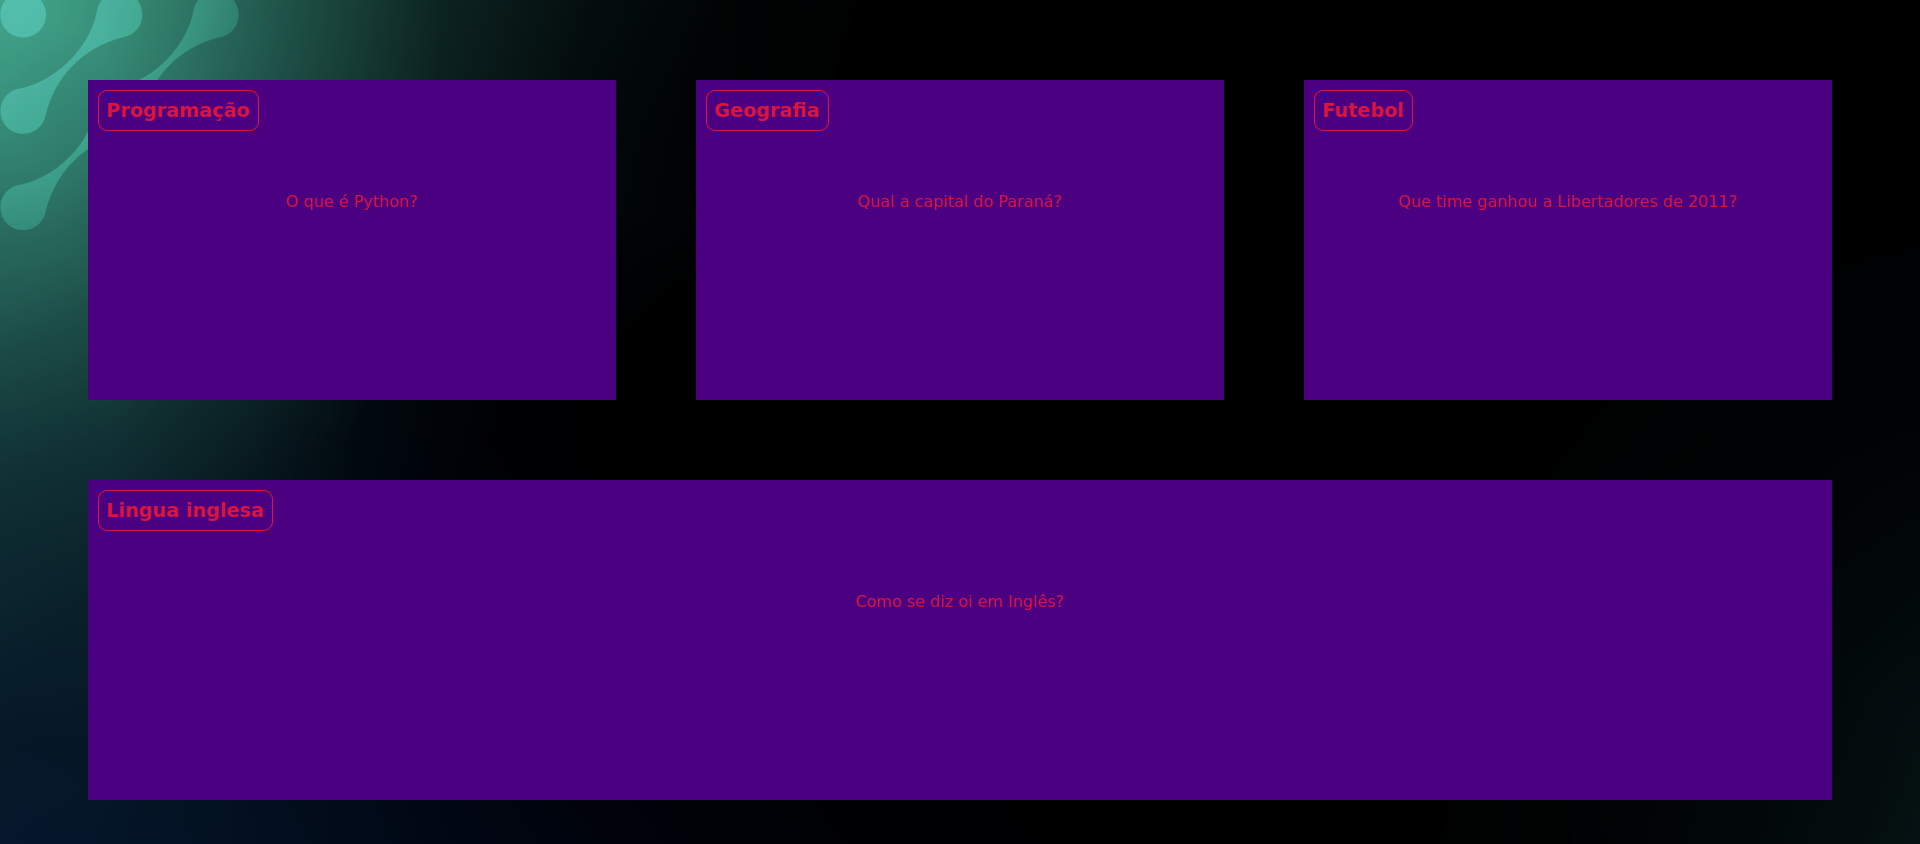 Programação
O que é Python?
Geografia
Qual a capital do Paraná?
Futebol
Que time ganhou a Libertadores de 2011?
Lingua inglesa
Como se diz oi em Inglês?